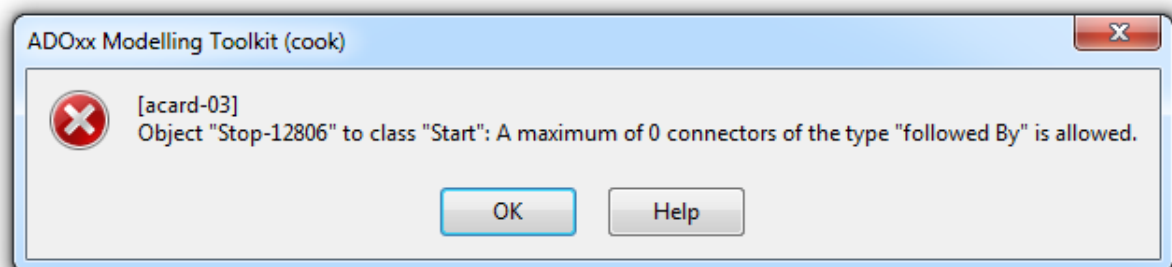 ADOxx Modelling Toolkit (cook)
[acard-03]
Object "Stop-12806" to class "Start": A maximum of 0 connectors of the type "followed By" is allowed.
OK
Help